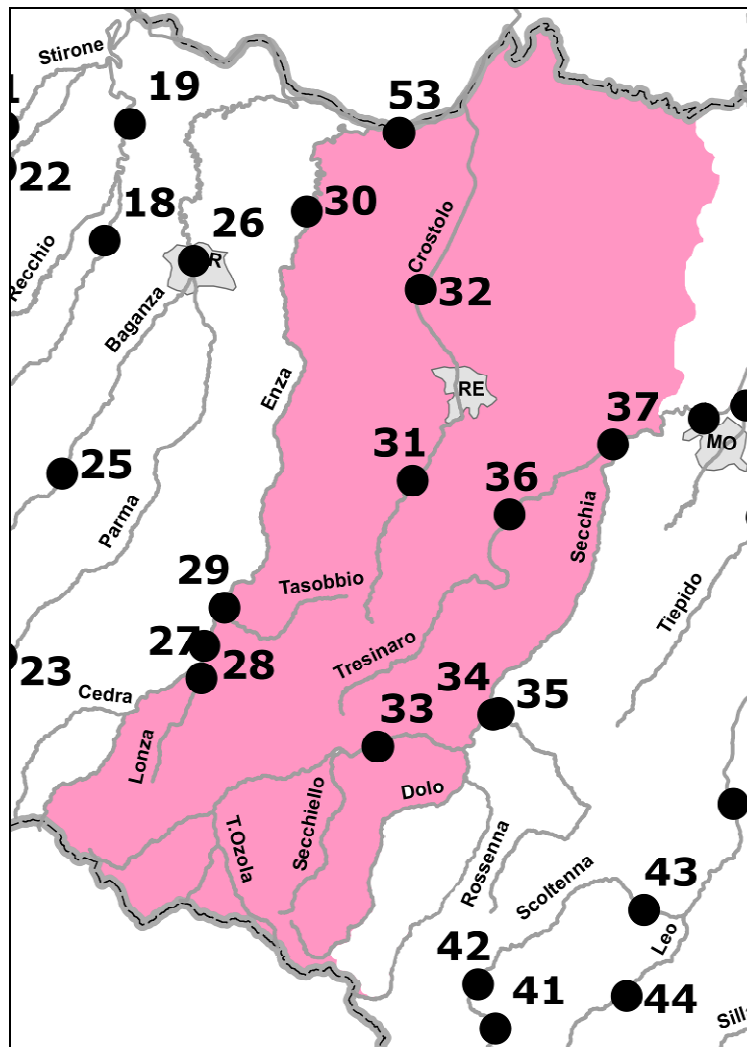 Stirone
19
53
1
22
18
26
30
Recchio
R
Crostolo
32
Baganza
Enza
RE
37
MO
31
36
25
Parma
Secchia
29
Tasobbio
Tiepido
27
28
23
Cedra
Tresinaro
34
35
33
Lonza
Dolo
Secchiello
T.Ozola
Rossenna
Scoltenna
43
42
Leo
41
44
Silla